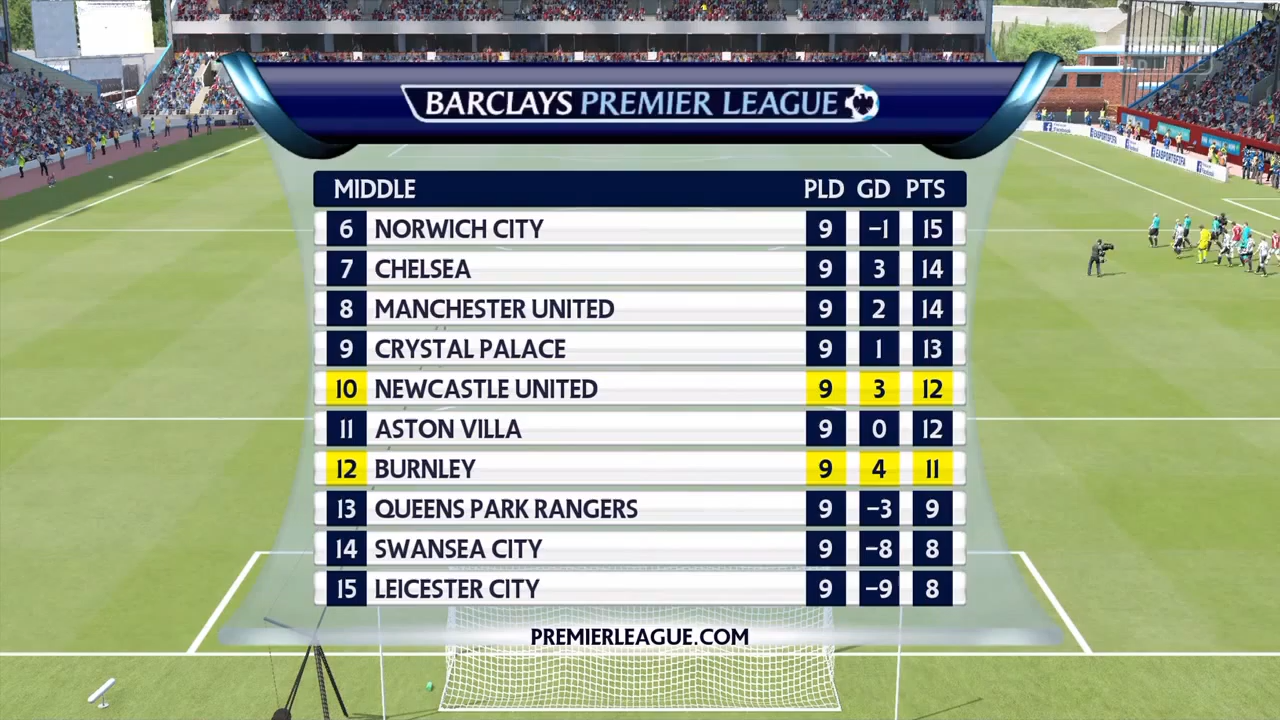 BARCLAYS PREMIER LEAGUE
MIDDLE PLD GD PTS
6 NORWICH CITY 9 -1 15
7 CHELSEA 9 3 14
8 MANCHESTER UNITED 9 2 14
9 CRYSTAL PALACE 9 1 13
10 NEWCASTLE UNITED 9 3 12
11 ASTON VILLA 9 0 12
12 BURNLEY 9 4 11
13 QUEENS PARK RANGERS 9 -3 9
14 SWANSEA CITY 9 -8 8
15 LEICESTER CITY 9 -9 8
PREMIERLEAGUE.COM